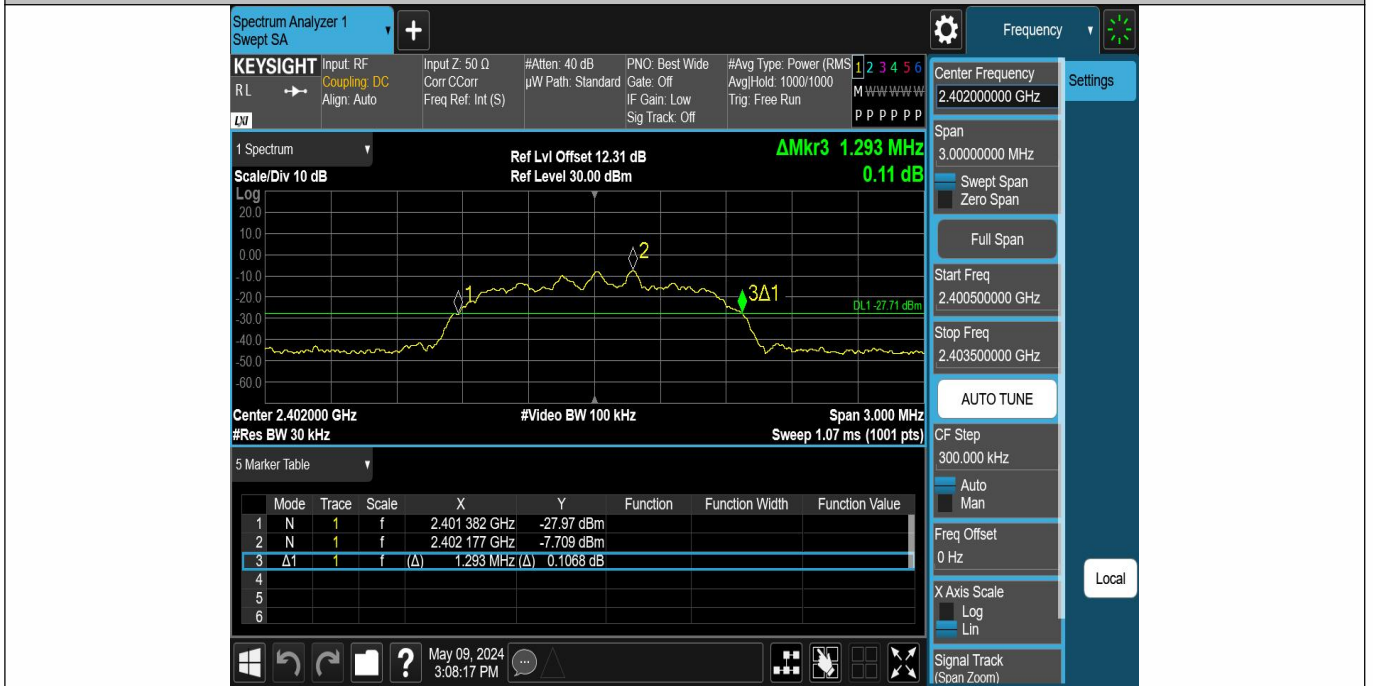 Spectrum Analyzer 1
Swept SA
+
Frequency
KEYSIGHT Input: RF Input Z: 50 Ω #Atten: 40 dB PNO: Best Wide #Avg Type: Power (RMS 1 2 3 4 5 6
RL Coupling: DC Corr CCorr µW Path: Standard Gate: Off Avg|Hold: 1000/1000 M W W W W W
Align: Auto Freq Ref: Int (S) IF Gain: Low Trig: Free Run
LXI Sig Track: Off P P P P P P
1 Spectrum
Ref Lvl Offset 12.31 dB ΔMkr3 1.293 MHz
Scale/Div 10 dB Ref Level 30.00 dBm 0.11 dB
Log
20.0
10.0
0.00
-10.0
-20.0
-30.0
-40.0
-50.0
-60.0
2
1
3Δ1
DL1 -27.71 dBm
Center 2.402000 GHz #Video BW 100 kHz Span 3.000 MHz
#Res BW 30 kHz Sweep 1.07 ms (1001 pts)
5 Marker Table
Mode Trace Scale X Y Function Function Width Function Value
1 N 1 f 2.401 382 GHz -27.97 dBm
2 N 1 f 2.402 177 GHz -7.709 dBm
3 Δ1 1 f (Δ) 1.293 MHz (Δ) 0.1068 dB
4
5
6
? May 09, 2024
3:08:17 PM
Center Frequency
2.402000000 GHz
Settings
Span
3.00000000 MHz
Swept Span
Zero Span
Full Span
Start Freq
2.400500000 GHz
Stop Freq
2.403500000 GHz
AUTO TUNE
CF Step
300.000 kHz
Auto
Man
Freq Offset
0 Hz
X Axis Scale
Log
Lin
Local
Signal Track
(Span Zoom)